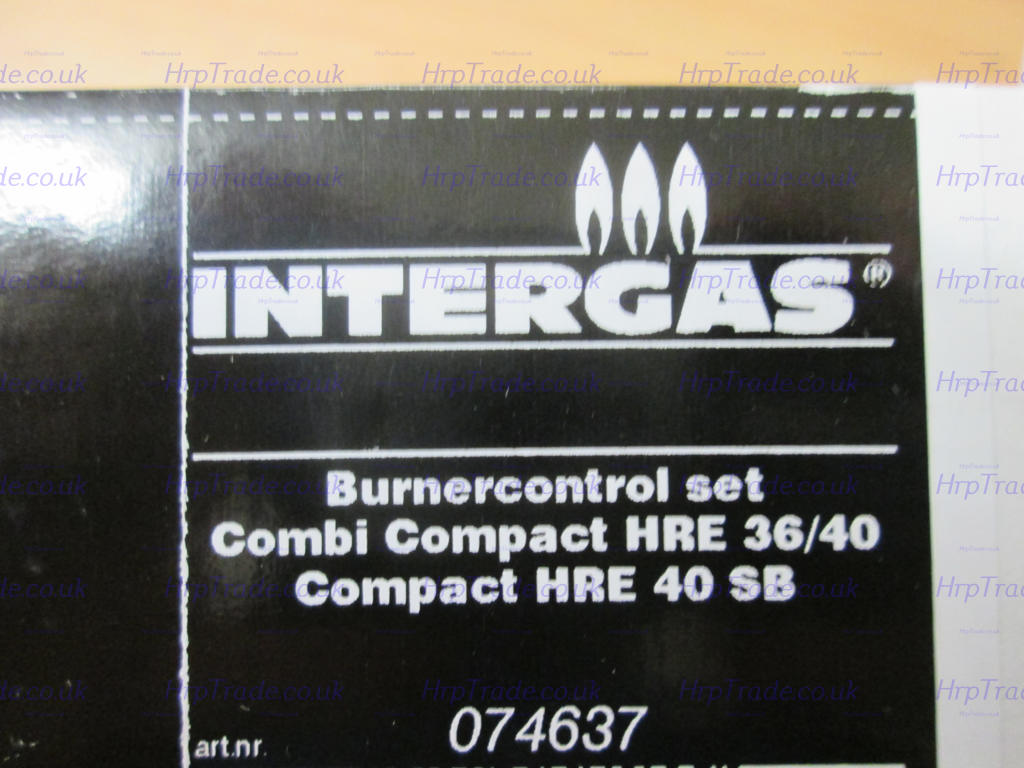 INTERGAS®
Burnercontrol set
Combi Compact HRE 36/40
Compact HRE 40 SB
art.nr. 074637
HrpTrade.co.uk